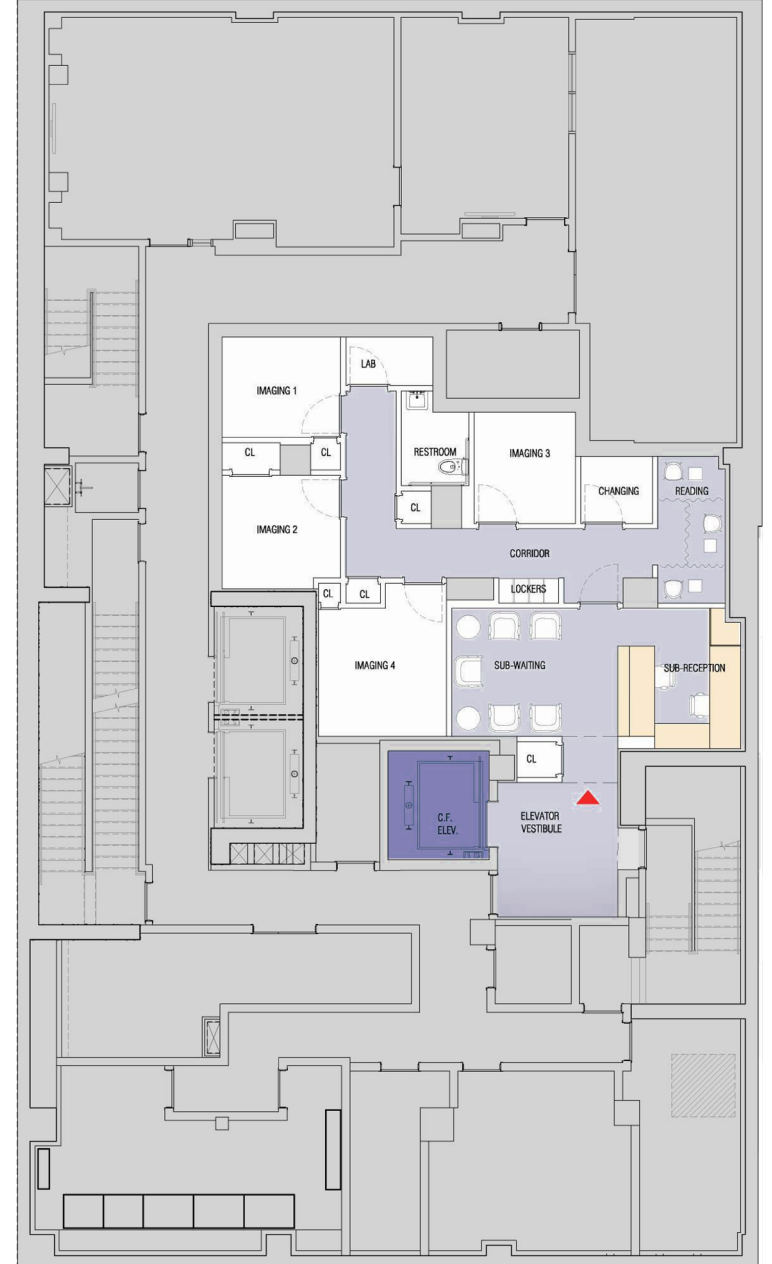 LAB
IMAGING 1
CL
CL
RESTROOM
IMAGING 3
CHANGING
READING
IMAGING 2
CL
CORRIDOR
CL
CL
LOCKERS
IMAGING 4
SUB-WAITING
SUB-RECEPTION
CL
C.F.
ELEV.
ELEVATOR
VESTIBULE